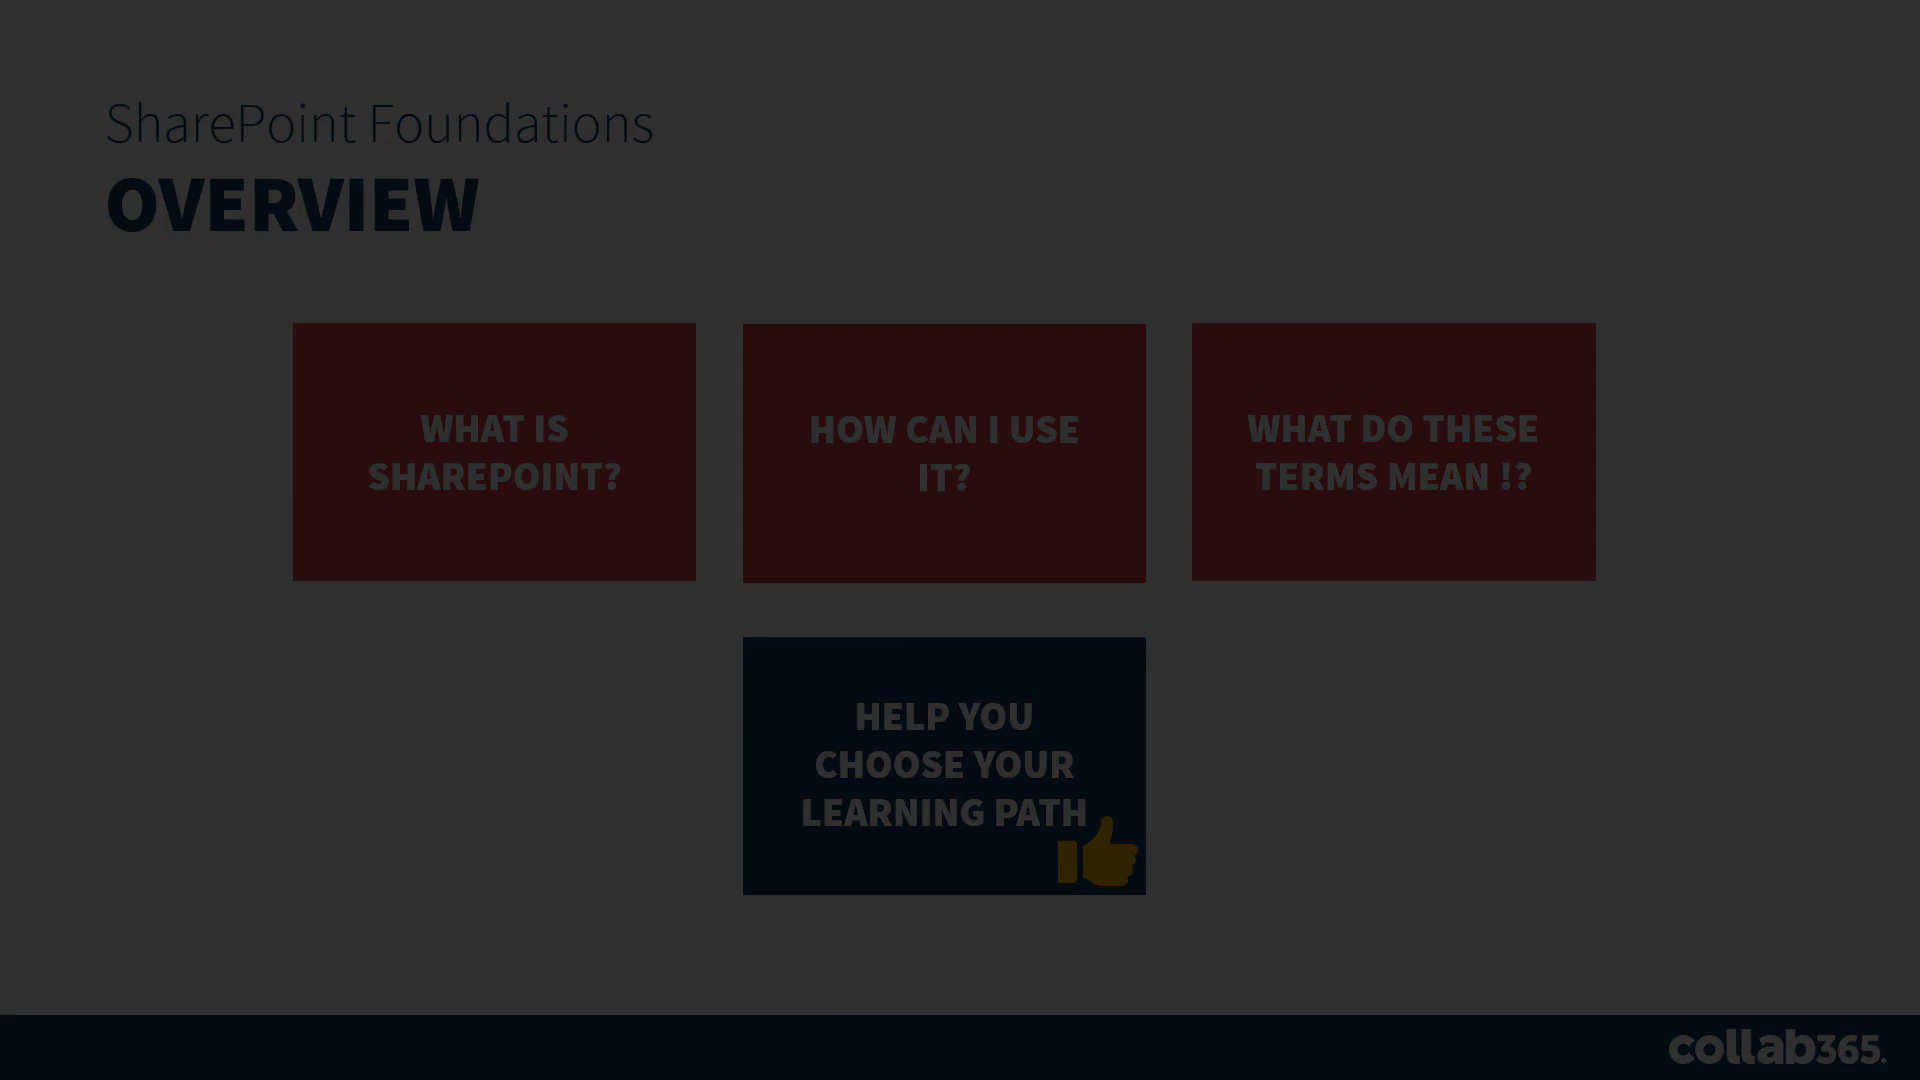 SharePoint Foundations
OVERVIEW
WHAT IS
SHAREPOINT?
HOW CAN I USE
IT?
WHAT DO THESE
TERMS MEAN !?
HELP YOU
CHOOSE YOUR
LEARNING PATH
collab365.